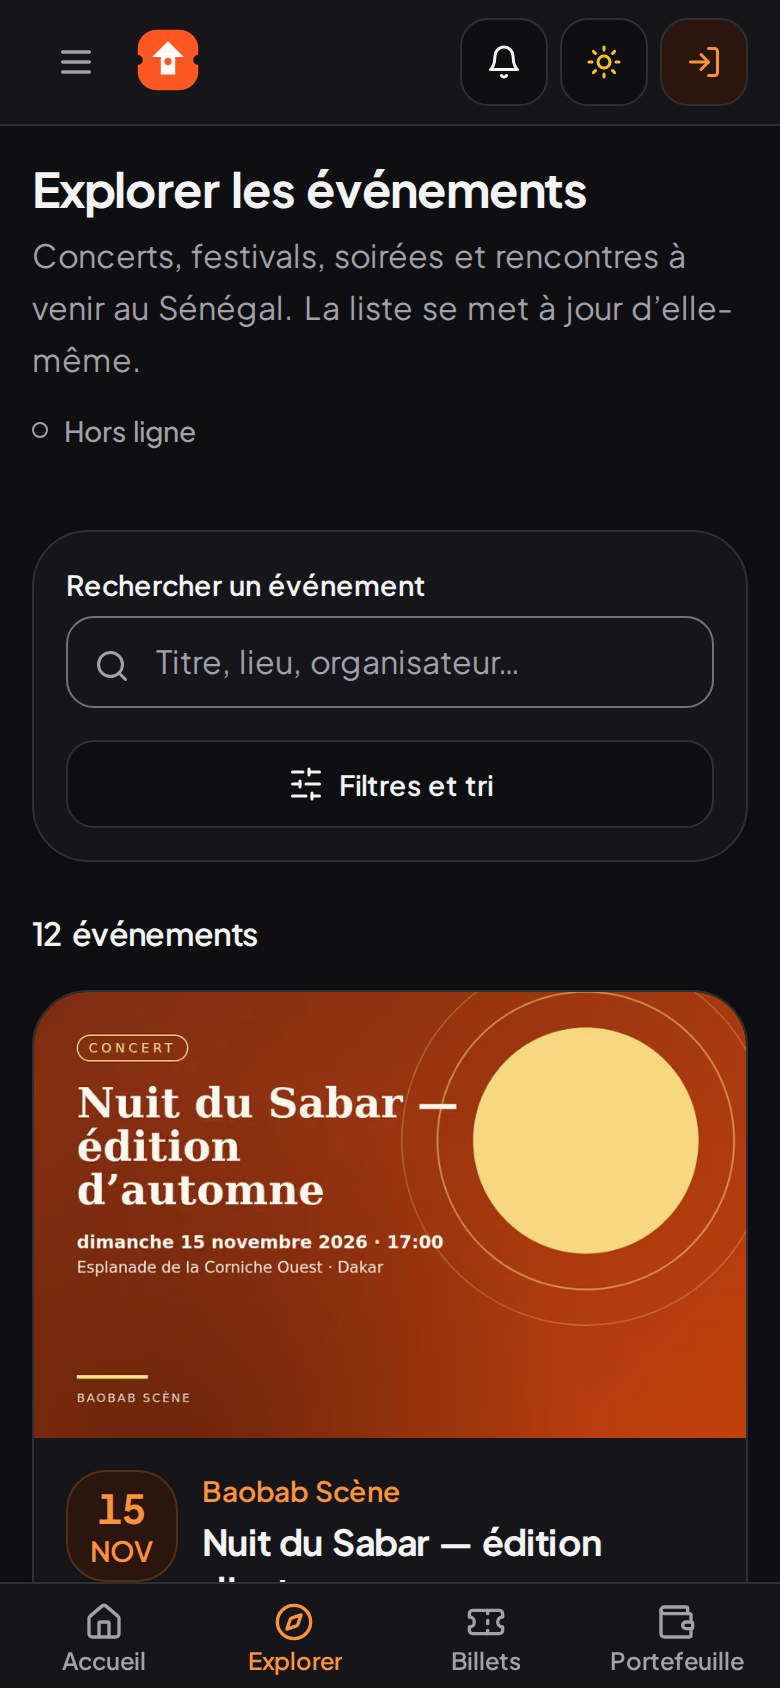 Explorer les événements
Concerts, festivals, soirées et rencontres à
venir au Sénégal. La liste se met à jour d’elle-
même.
Hors ligne
Rechercher un événement
Titre, lieu, organisateur…
Filtres et tri
12 événements
CONCERT
Nuit du Sabar —
édition
d’automne
dimanche 15 novembre 2026 · 17:00
Esplanade de la Corniche Ouest · Dakar
BAOBAB SCÈNE
15
NOV
Baobab Scène
Nuit du Sabar — édition
Accueil
Explorer
Billets
Portefeuille